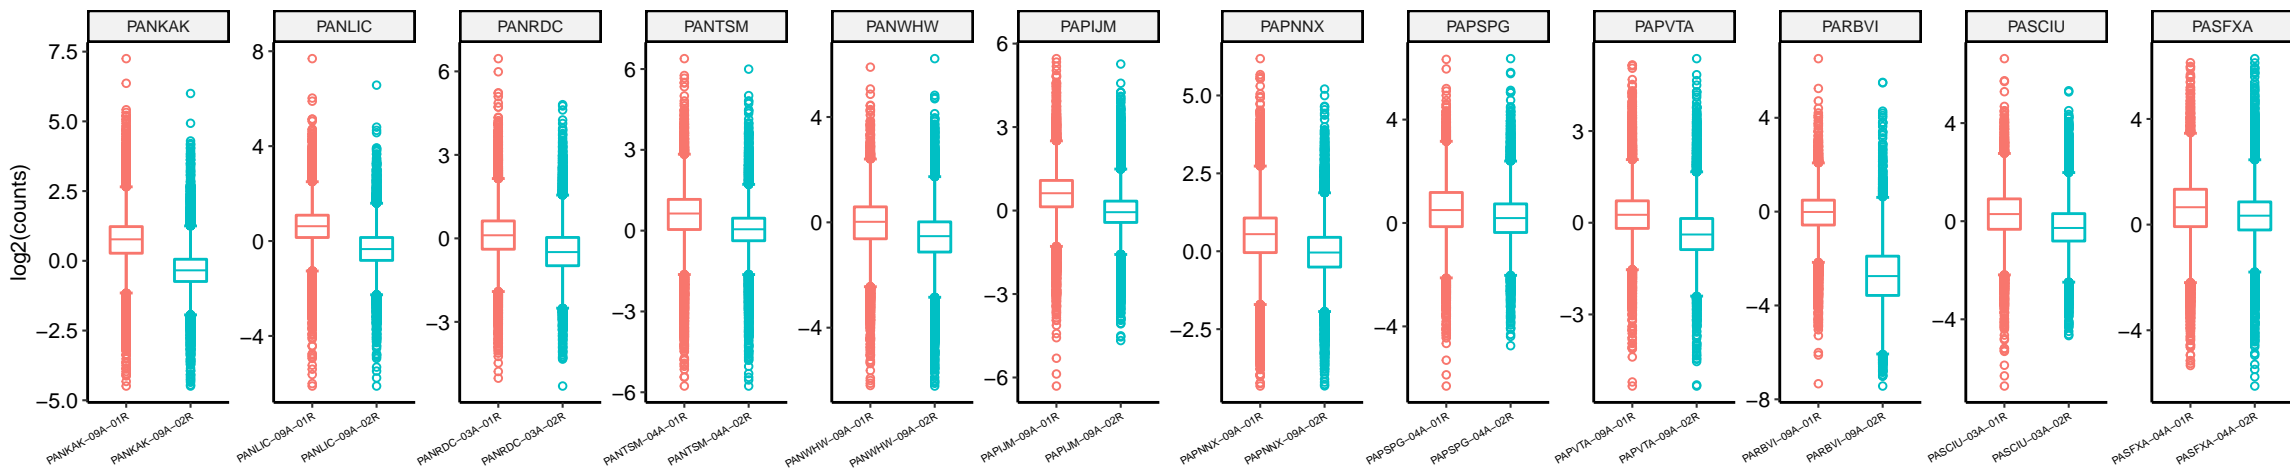 PANKAK PANLIC PANRDC PANTSM PANWHW PAPIJM PAPNNX PAPSPG PAPVTA PARBVI PASCIU PASFXA
log2(counts)
7.5
5.0
2.5
0.0
−2.5
−5.0
8
4
0
−4
6
3
0
−3
6
3
0
−3
−6
4
0
−4
6
3
0
−3
−6
5.0
2.5
0.0
−2.5
4
0
−4
3
0
−3
4
0
−4
−8
4
0
−4
4
0
−4
PANKAK−09A−01R
PANKAK−09A−02R
PANLIC−09A−01R
PANLIC−09A−02R
PANRDC−03A−01R
PANRDC−03A−02R
PANTSM−04A−01R
PANTSM−04A−02R
PANWHW−09A−01R
PANWHW−09A−02R
PAPIJM−09A−01R
PAPIJM−09A−02R
PAPNNX−09A−01R
PAPNNX−09A−02R
PAPSPG−04A−01R
PAPSPG−04A−02R
PAPVTA−09A−01R
PAPVTA−09A−02R
PARBVI−09A−01R
PARBVI−09A−02R
PASCIU−03A−01R
PASCIU−03A−02R
PASFXA−04A−01R
PASFXA−04A−02R